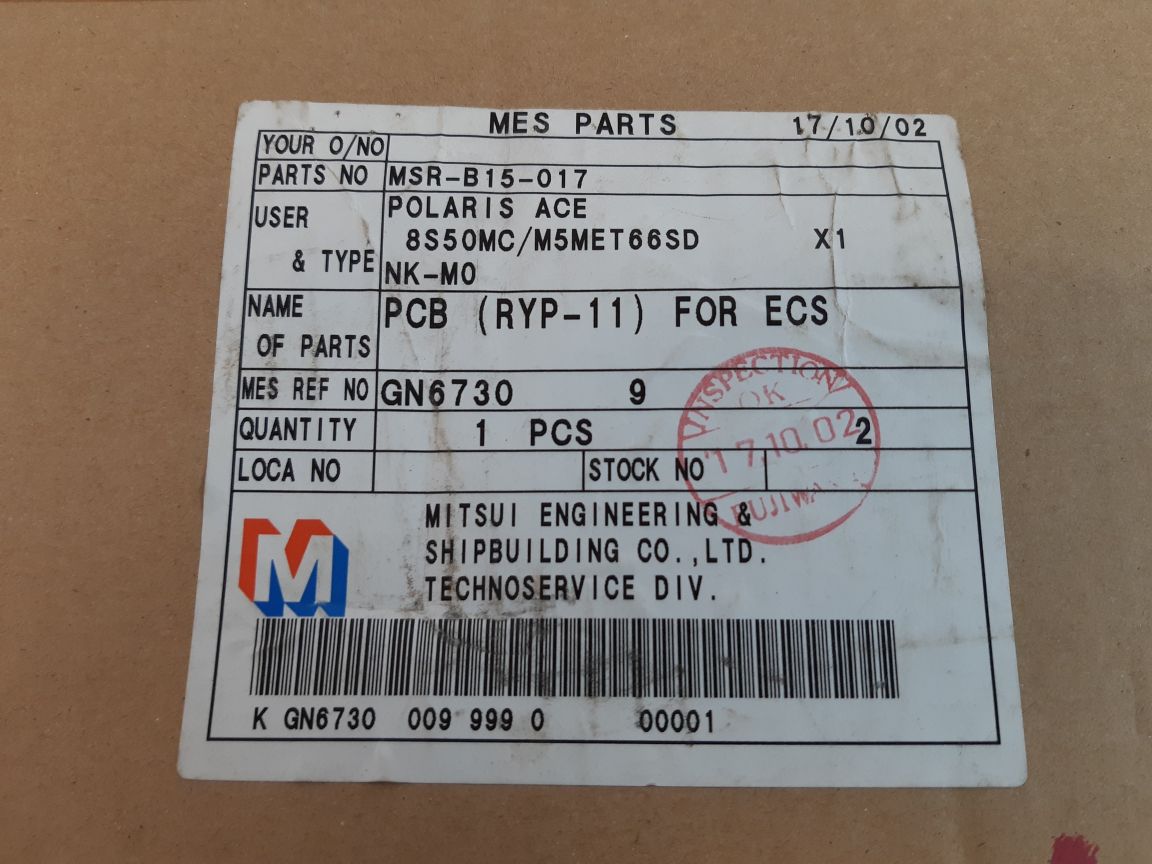 MES PARTS 17/10/02
YOUR O/NO
PARTS NO MSR-B15-017
USER & TYPE POLARIS ACE
8S50MC/M5MET66SD X1
NK-MO
NAME OF PARTS PCB (RYP-11) FOR ECS
MES REF NO GN6730 9
QUANTITY 1 PCS 2
LOCA NO STOCK NO
INSPECTION
OK
'17.10.02
M
MITSUI ENGINEERING &
SHIPBUILDING CO.,LTD.
TECHNOSERVICE DIV.
K GN6730 009 999 0 00001